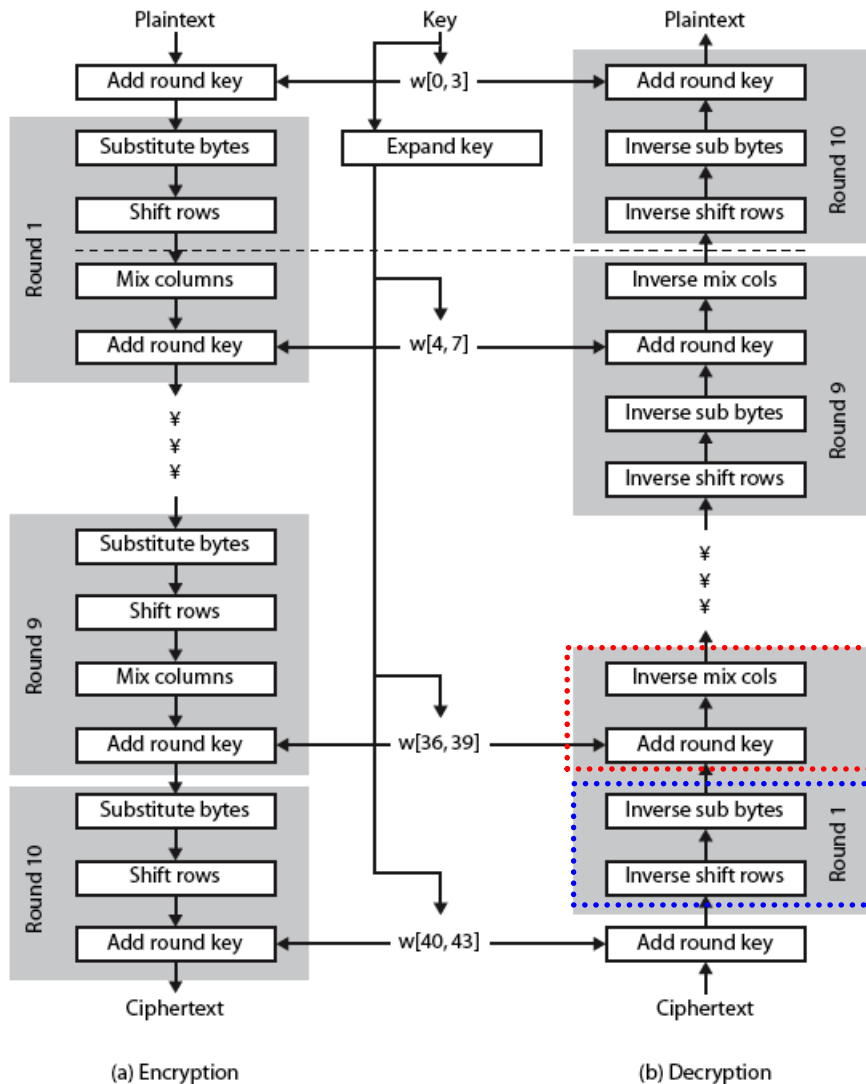 Plaintext
Add round key
Round 1
Substitute bytes
Shift rows
Mix columns
Add round key
¥
¥
¥
Round 9
Substitute bytes
Shift rows
Mix columns
Add round key
Round 10
Substitute bytes
Shift rows
Add round key
Ciphertext
(a) Encryption
Key
w[0, 3]
Expand key
w[4, 7]
w[36, 39]
w[40, 43]
Plaintext
Add round key
Inverse sub bytes
Inverse shift rows
Round 10
Inverse mix cols
Add round key
Inverse sub bytes
Inverse shift rows
Round 9
¥
¥
¥
Inverse mix cols
Add round key
Inverse sub bytes
Inverse shift rows
Round 1
Add round key
Ciphertext
(b) Decryption